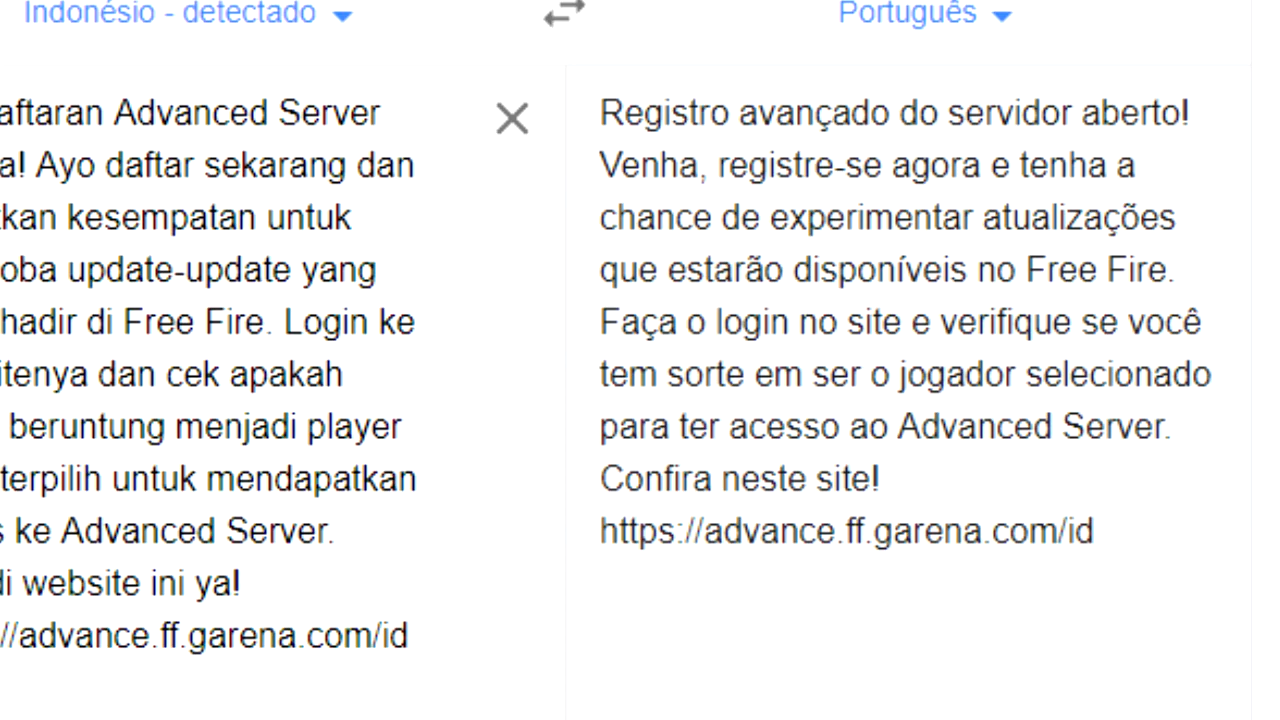 Indonésio - detectado
Português
aftaran Advanced Server
a! Ayo daftar sekarang dan
kan kesempatan untuk
oba update-update yang
hadir di Free Fire. Login ke
itenya dan cek apakah
beruntung menjadi player
terpilih untuk mendapatkan
s ke Advanced Server.
di website ini ya!
//advance.ff.garena.com/id
Registro avançado do servidor aberto!
Venha, registre-se agora e tenha a
chance de experimentar atualizações
que estarão disponíveis no Free Fire.
Faça o login no site e verifique se você
tem sorte em ser o jogador selecionado
para ter acesso ao Advanced Server.
Confira neste site!
https://advance.ff.garena.com/id